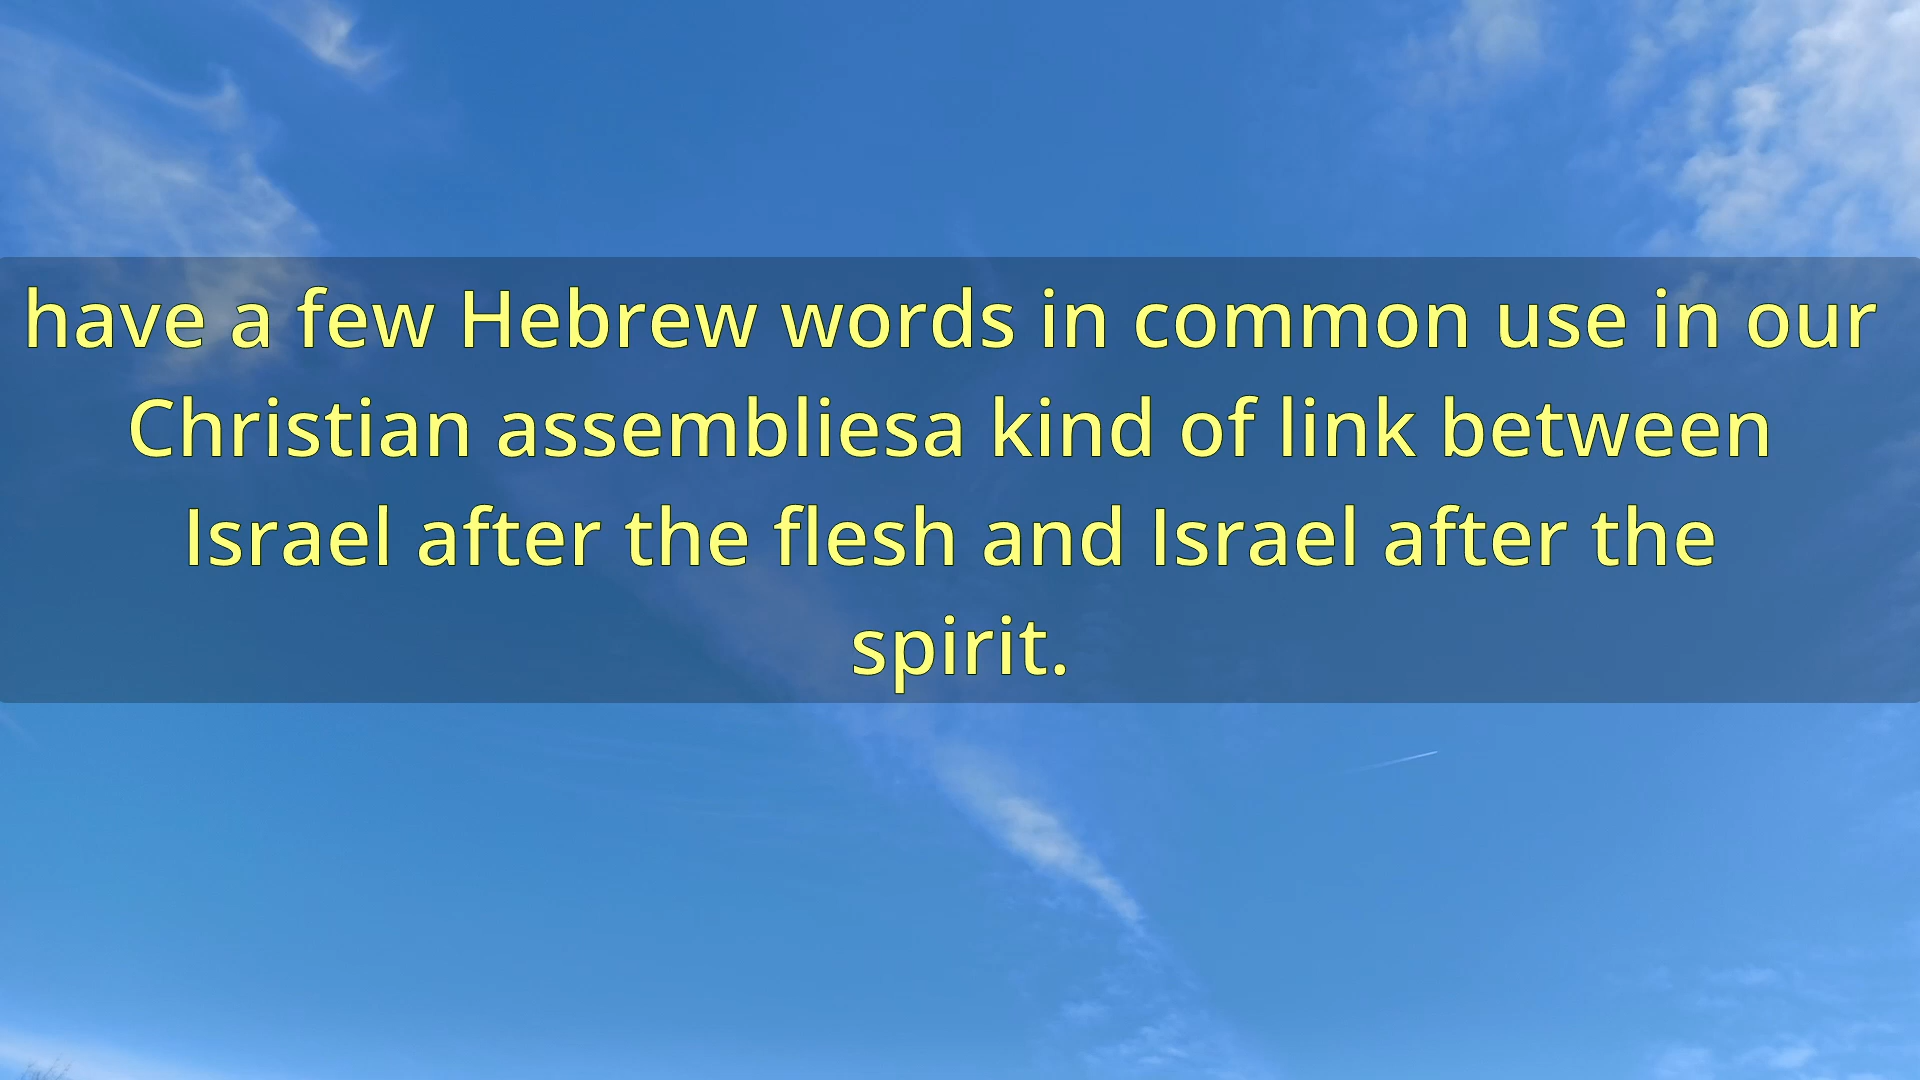 have a few Hebrew words in common use in our
Christian assembliesa kind of link between
Israel after the flesh and Israel after the
spirit.